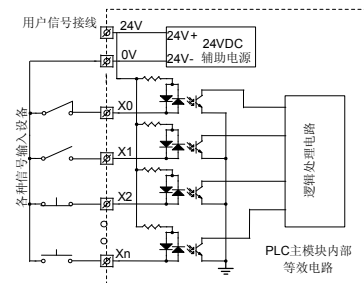 用户信号接线
24V
0V
24V+
24V-
24VDC
辅助电源
各种信号输入设备
X0
X1
X2
Xn
逻辑处理电路
PLC主模块内部
等效电路